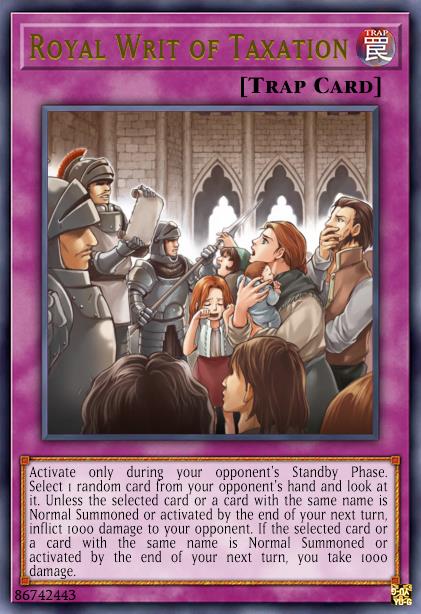 Royal Writ of Taxation
TRAP
罠
[Trap Card]
Activate only during your opponent's Standby Phase.
Select 1 random card from your opponent's hand and look at
it. Unless the selected card or a card with the same name is
Normal Summoned or activated by the end of your next turn,
inflict 1000 damage to your opponent. If the selected card or
a card with the same name is Normal Summoned or
activated by the end of your next turn, you take 1000
damage.
86742443